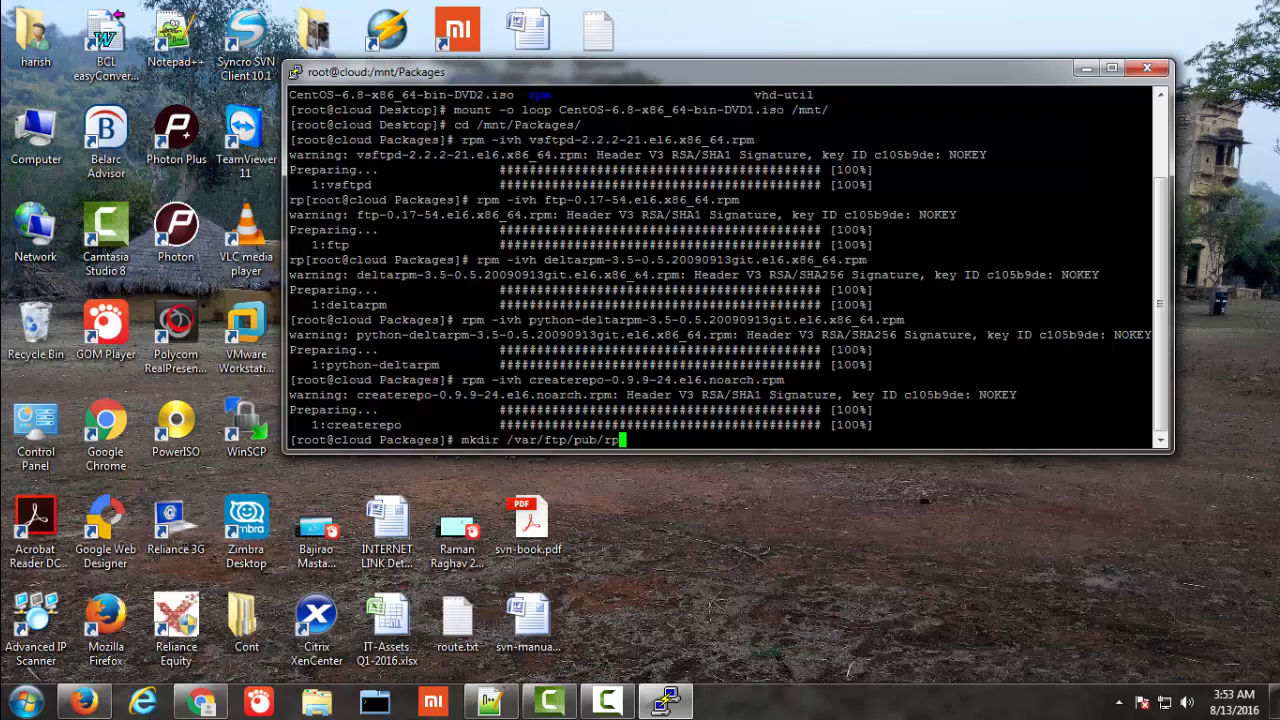 harish
BCL easyConver...
Notepad++
Syncro SVN Client 10.1
root@cloud:/mnt/Packages
CentOS-6.8-x86_64-bin-DVD2.iso rpm vhd-util
[root@cloud Desktop]# mount -o loop CentOS-6.8-x86_64-bin-DVD1.iso /mnt/
[root@cloud Desktop]# cd /mnt/Packages/
[root@cloud Packages]# rpm -ivh vsftpd-2.2.2-21.el6.x86_64.rpm
warning: vsftpd-2.2.2-21.el6.x86_64.rpm: Header V3 RSA/SHA1 Signature, key ID c105b9de: NOKEY
Preparing... ########################################### [100%]
1:vsftpd ########################################### [100%]
rp[root@cloud Packages]# rpm -ivh ftp-0.17-54.el6.x86_64.rpm
warning: ftp-0.17-54.el6.x86_64.rpm: Header V3 RSA/SHA1 Signature, key ID c105b9de: NOKEY
Preparing... ########################################### [100%]
1:ftp ########################################### [100%]
rp[root@cloud Packages]# rpm -ivh deltarpm-3.5-0.5.20090913git.el6.x86_64.rpm
warning: deltarpm-3.5-0.5.20090913git.el6.x86_64.rpm: Header V3 RSA/SHA256 Signature, key ID c105b9de: NOKEY
Preparing... ########################################### [100%]
1:deltarpm ########################################### [100%]
[root@cloud Packages]# rpm -ivh python-deltarpm-3.5-0.5.20090913git.el6.x86_64.rpm
warning: python-deltarpm-3.5-0.5.20090913git.el6.x86_64.rpm: Header V3 RSA/SHA256 Signature, key ID c105b9de: NOKEY
Preparing... ########################################### [100%]
1:python-deltarpm ########################################### [100%]
[root@cloud Packages]# rpm -ivh createrepo-0.9.9-24.el6.noarch.rpm
warning: createrepo-0.9.9-24.el6.noarch.rpm: Header V3 RSA/SHA1 Signature, key ID c105b9de: NOKEY
Preparing... ########################################### [100%]
1:createrepo ########################################### [100%]
[root@cloud Packages]# mkdir /var/ftp/pub/rp
Computer
Belarc Advisor
Photon Plus
TeamViewer 11
Network
Camtasia Studio 8
Photon
VLC media player
Recycle Bin
GOM Player
Polycom RealPresen...
VMware Workstati...
Control Panel
Google Chrome
PowerISO
WinSCP
Acrobat Reader DC
Google Web Designer
Reliance 3G
Zimbra Desktop
Bajirao Masta...
INTERNET LINK Det...
Raman Raghav 2...
PDF
svn-book.pdf
Advanced IP Scanner
Mozilla Firefox
Reliance Equity
Cont
Citrix XenCenter
IT-Assets Q1-2016.xlsx
route.txt
svn-manua...
3:53 AM
8/13/2016